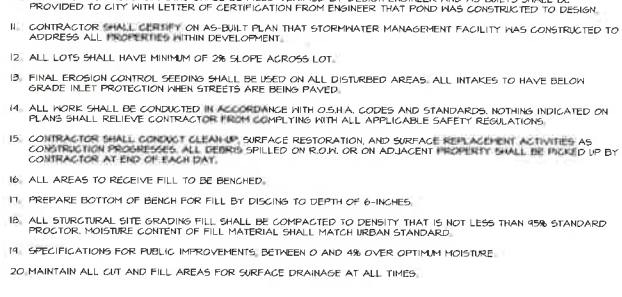 PROVIDED TO CITY WITH LETTER OF CERTIFICATION FROM ENGINEER THAT POND WAS CONSTRUCTED TO DESIGN.
11. CONTRACTOR SHALL CERTIFY ON AS-BUILT PLAN THAT STORMWATER MANAGEMENT FACILITY WAS CONSTRUCTED TO
ADDRESS ALL PROPERTIES WITHIN DEVELOPMENT.
12. ALL LOTS SHALL HAVE MINIMUM OF 2% SLOPE ACROSS LOT.
13. FINAL EROSION CONTROL SEEDING SHALL BE USED ON ALL DISTURBED AREAS. ALL INTAKES TO HAVE BELOW
GRADE INLET PROTECTION WHEN STREETS ARE BEING PAVED.
14. ALL WORK SHALL BE CONDUCTED IN ACCORDANCE WITH O.S.H.A. CODES AND STANDARDS. NOTHING INDICATED ON
PLANS SHALL RELIEVE CONTRACTOR FROM COMPLYING WITH ALL APPLICABLE SAFETY REGULATIONS.
15. CONTRACTOR SHALL CONDUCT CLEAN-UP, SURFACE RESTORATION, AND SURFACE REPLACEMENT ACTIVITIES AS
CONSTRUCTION PROGRESSES. ALL DEBRIS SPILLED ON R.O.W. OR ON ADJACENT PROPERTY SHALL BE PICKED UP BY
CONTRACTOR AT END OF EACH DAY.
16. ALL AREAS TO RECEIVE FILL TO BE BENCHED.
17. PREPARE BOTTOM OF BENCH FOR FILL BY DISCING TO DEPTH OF 6-INCHES.
18. ALL STURCTURAL SITE GRADING FILL SHALL BE COMPACTED TO DENSITY THAT IS NOT LESS THAN 95% STANDARD
PROCTOR. MOISTURE CONTENT OF FILL MATERIAL SHALL MATCH URBAN STANDARD.
19. SPECIFICATIONS FOR PUBLIC IMPROVEMENTS, BETWEEN 0 AND 4% OVER OPTIMUM MOISTURE.
20. MAINTAIN ALL CUT AND FILL AREAS FOR SURFACE DRAINAGE AT ALL TIMES.